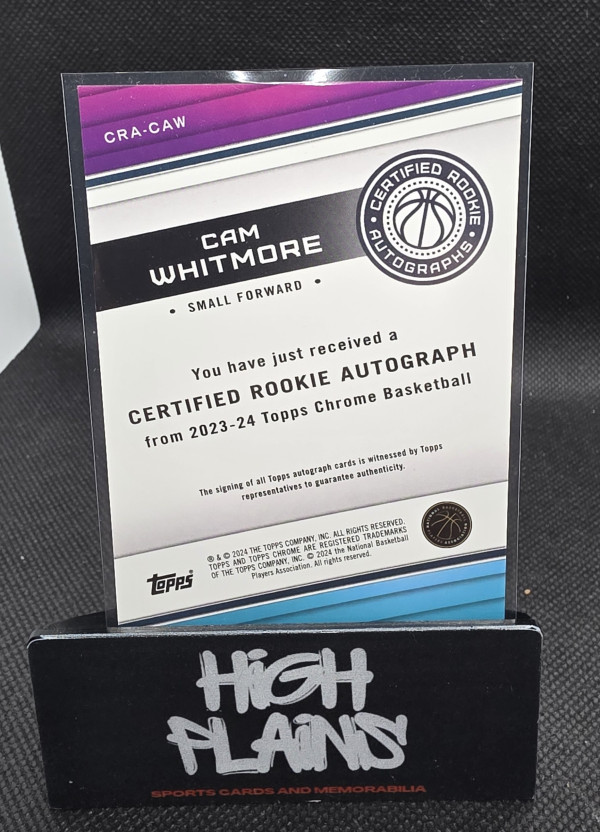 CRA-CAW
CERTIFIED ROOKIE
• AUTOGRAPHS •
CAM
WHITMORE
• SMALL FORWARD •
You have just received a
CERTIFIED ROOKIE AUTOGRAPH
from 2023-24 Topps Chrome Basketball
The signing of all Topps autograph cards is witnessed by Topps
representatives to guarantee authenticity.
® & © 2024 THE TOPPS COMPANY, INC. ALL RIGHTS RESERVED.
TOPPS AND TOPPS CHROME ARE REGISTERED TRADEMARKS
OF THE TOPPS COMPANY, INC. © 2024 the National Basketball
Players Association. All rights reserved.
topps®
HiGH
PLAiNS
SPORTS CARDS AND MEMORABILIA